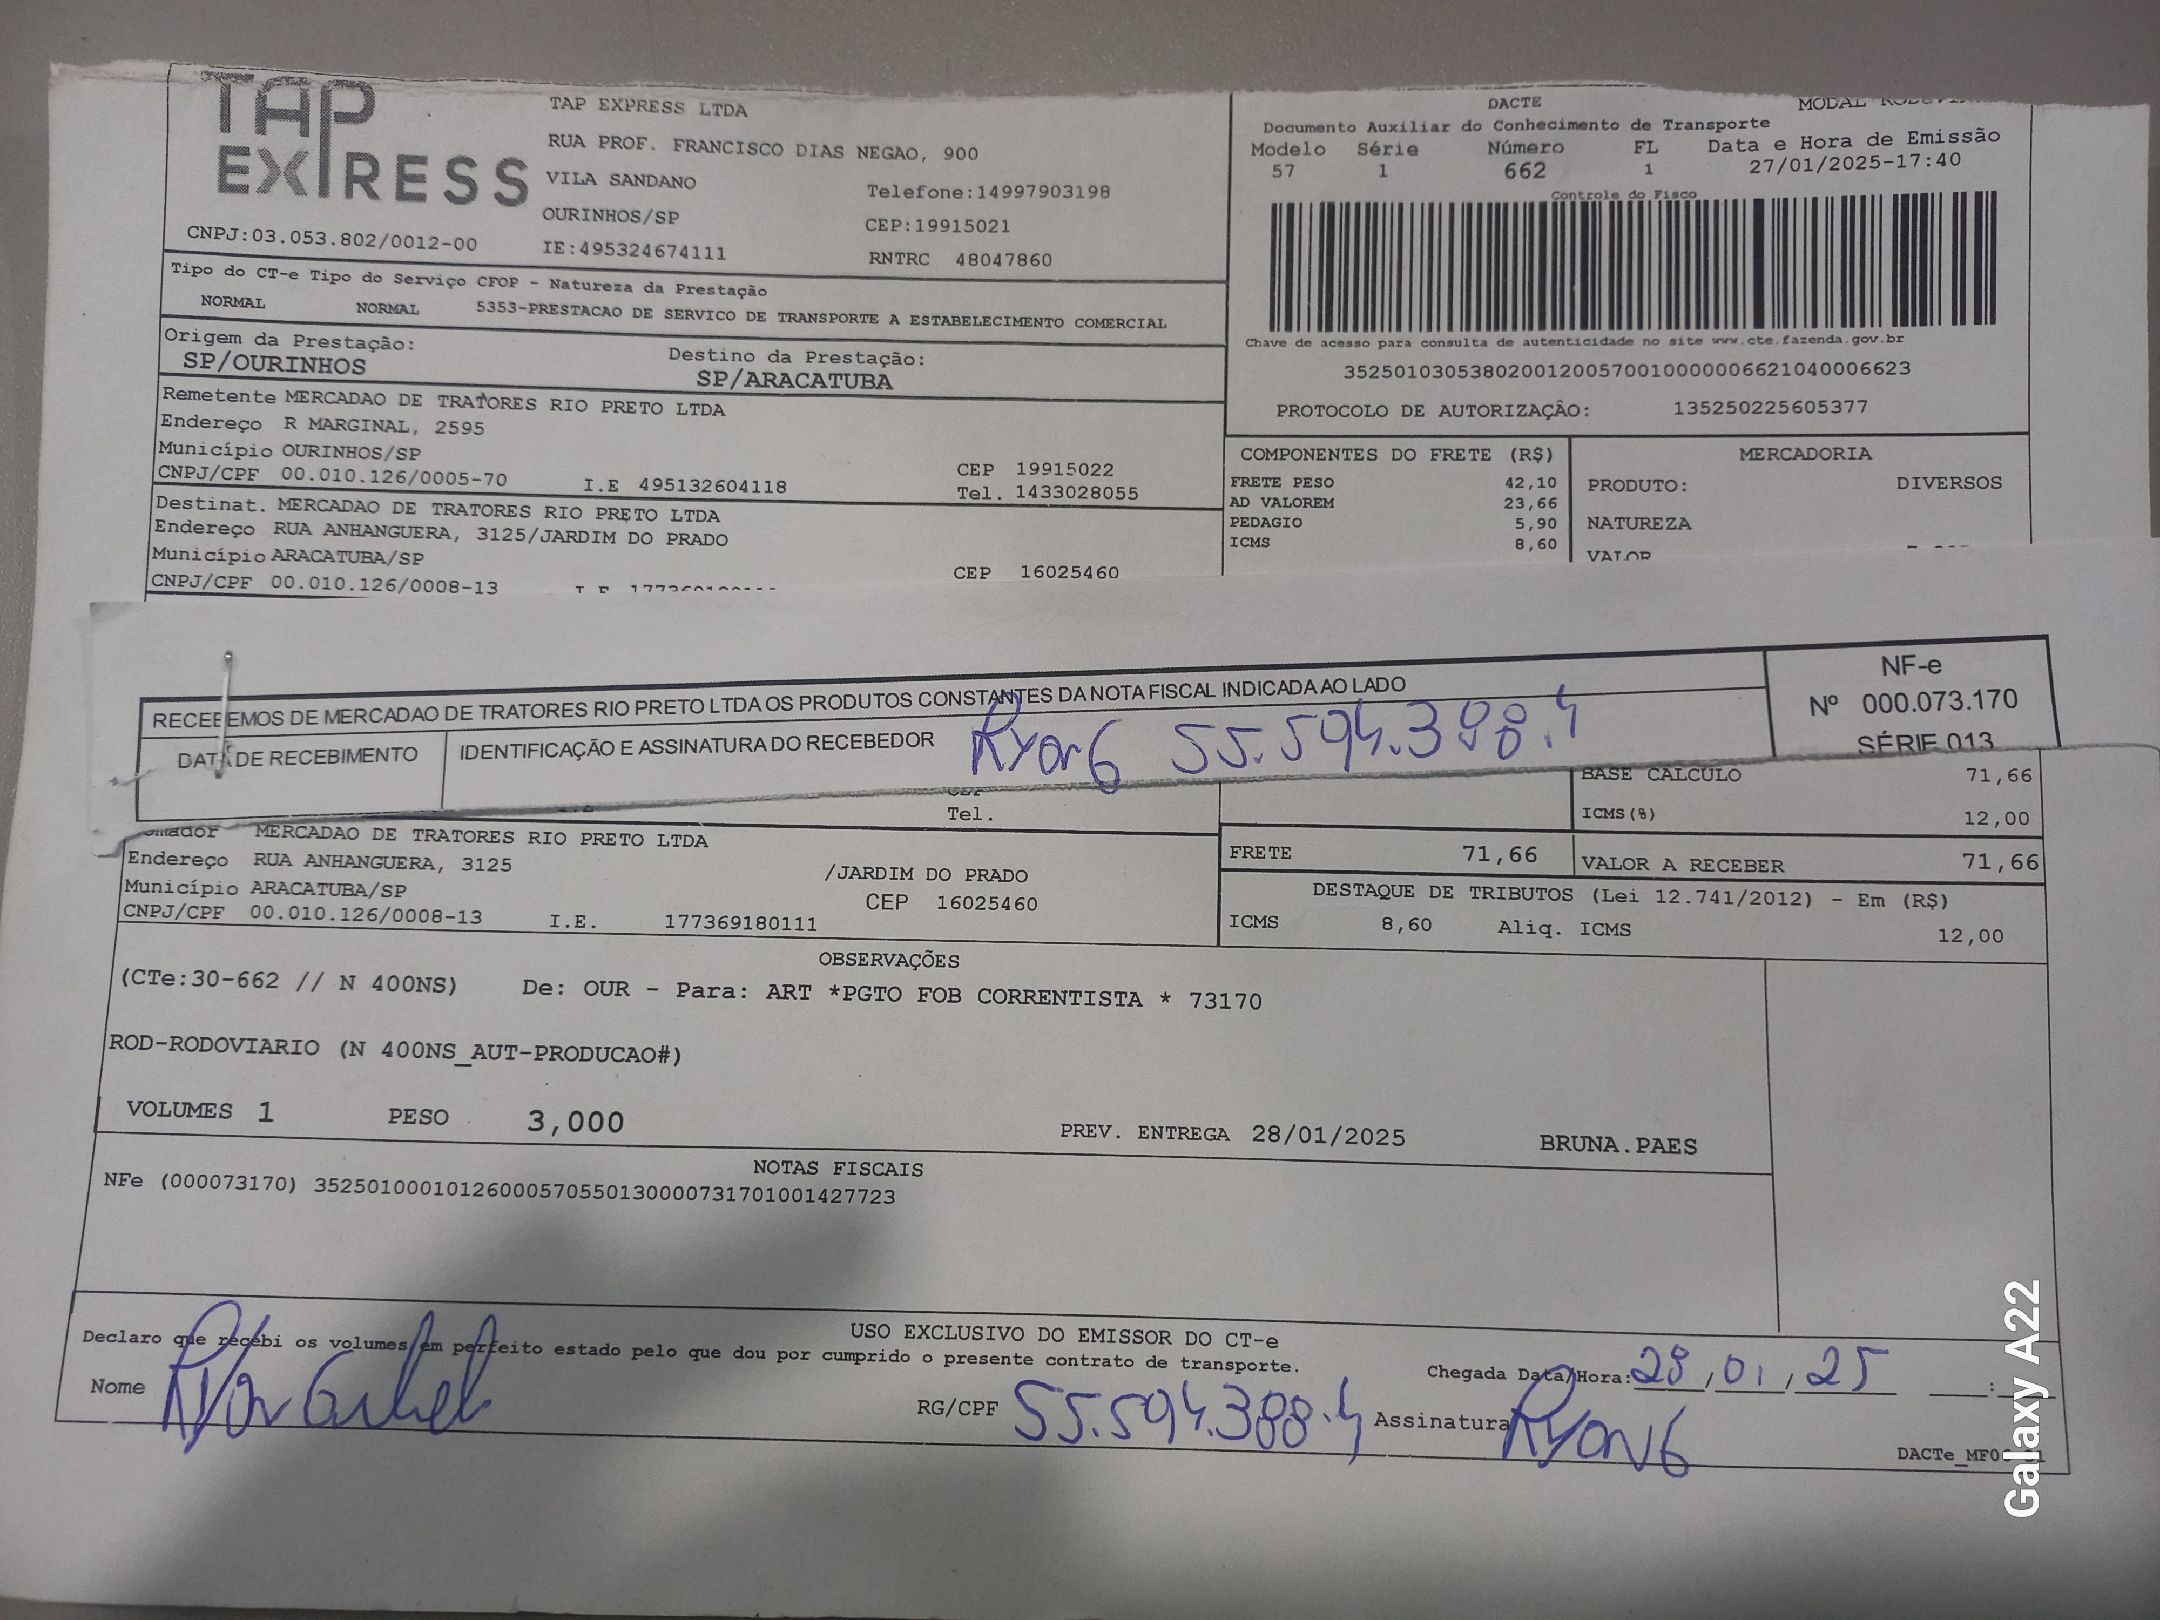 TAP EXPRESS
TAP EXPRESS LTDA
RUA PROF. FRANCISCO DIAS NEGAO, 900
VILA SANDANO
Telefone:14997903198
OURINHOS/SP
CEP:19915021
CNPJ:03.053.802/0012-00
IE:495324674111
RNTRC 48047860
DACTE
MODAL
Documento Auxiliar do Conhecimento de Transporte
Modelo Série Número FL Data e Hora de Emissão
57 1 662 1 27/01/2025-17:40
Controle do Fisco
Chave de acesso para consulta de autenticidade no site www.cte.fazenda.gov.br
35250103053802001200570010000006621040006623
PROTOCOLO DE AUTORIZAÇÃO: 135250225605377
Tipo do CT-e Tipo do Serviço CFOP - Natureza da Prestação
NORMAL NORMAL 5353-PRESTACAO DE SERVICO DE TRANSPORTE A ESTABELECIMENTO COMERCIAL
Origem da Prestação: Destino da Prestação:
SP/OURINHOS SP/ARACATUBA
Remetente MERCADAO DE TRATORES RIO PRETO LTDA
Endereço R MARGINAL, 2595
Município OURINHOS/SP CEP 19915022
CNPJ/CPF 00.010.126/0005-70 I.E 495132604118 Tel. 1433028055
Destinat. MERCADAO DE TRATORES RIO PRETO LTDA
Endereço RUA ANHANGUERA, 3125/JARDIM DO PRADO
Município ARACATUBA/SP CEP 16025460
CNPJ/CPF 00.010.126/0008-13
COMPONENTES DO FRETE (R$)
FRETE PESO 42,10
AD VALOREM 23,66
PEDAGIO 5,90
ICMS 8,60
MERCADORIA
PRODUTO: DIVERSOS
NATUREZA
VALOR
RECEBEMOS DE MERCADAO DE TRATORES RIO PRETO LTDA OS PRODUTOS CONSTANTES DA NOTA FISCAL INDICADA AO LADO
DATA DE RECEBIMENTO
IDENTIFICAÇÃO E ASSINATURA DO RECEBEDOR
Ryan G 55.594.388.4
NF-e
Nº 000.073.170
SÉRIE 013
Tel.
BASE CALCULO 71,66
ICMS(%) 12,00
FRETE 71,66 VALOR A RECEBER 71,66
DESTAQUE DE TRIBUTOS (Lei 12.741/2012) - Em (R$)
ICMS 8,60 Aliq. ICMS 12,00
MERCADAO DE TRATORES RIO PRETO LTDA
Endereço RUA ANHANGUERA, 3125 /JARDIM DO PRADO
Município ARACATUBA/SP CEP 16025460
CNPJ/CPF 00.010.126/0008-13 I.E. 177369180111
OBSERVAÇÕES
(CTe:30-662 // N 400NS) De: OUR - Para: ART *PGTO FOB CORRENTISTA * 73170
ROD-RODOVIARIO (N 400NS_AUT-PRODUCAO#)
VOLUMES 1 PESO 3,000 PREV. ENTREGA 28/01/2025 BRUNA.PAES
NOTAS FISCAIS
NFe (000073170) 35250100010126000570550130000731701001427723
USO EXCLUSIVO DO EMISSOR DO CT-e
Declaro que recebi os volumes em perfeito estado pelo que dou por cumprido o presente contrato de transporte.
Chegada Data/Hora: 28/01/25 :
Nome Ryan
RG/CPF 55.594.388.4
Assinatura Ryan G
Galaxy A22